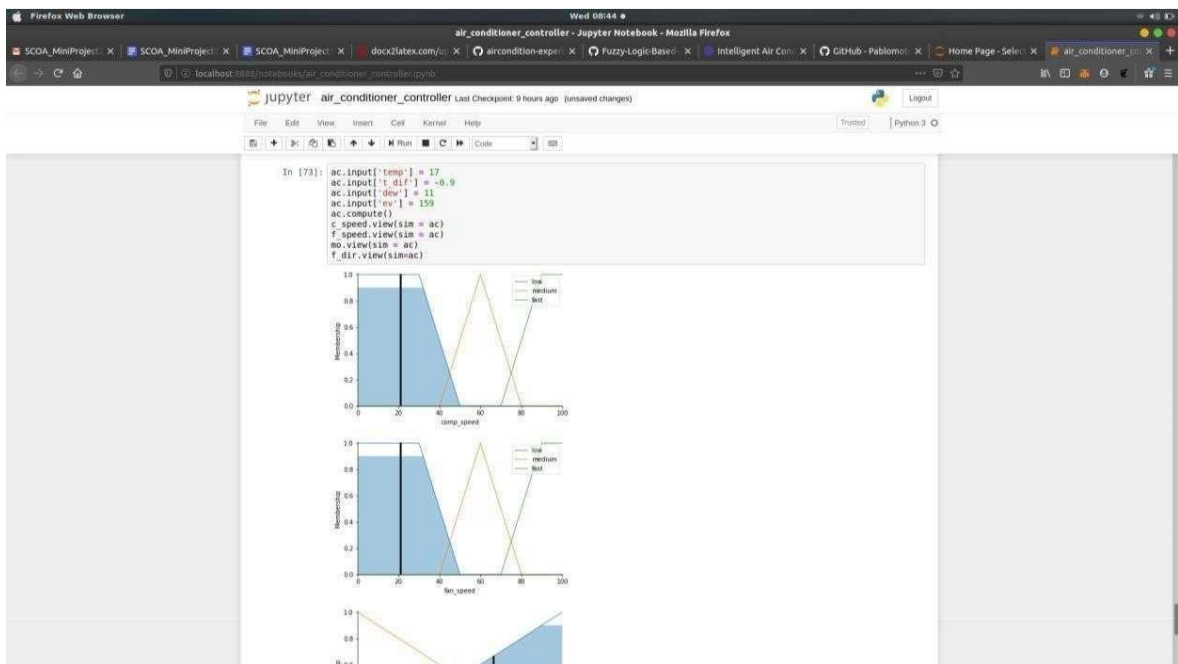 Firefox Web Browser
Wed 08:44
air_conditioner_controller - Jupyter Notebook - Mozilla Firefox
SCOA_MiniProject
SCOA_MiniProject
SCOA_MiniProject
docx2latex.com/u
aircondition-exper
Fuzzy-Logic-Based
Intelligent Air Con
GitHub - Pablomot
Home Page - Selec
air_conditioner_co
localhost:8888/notebooks/air_conditioner_controller.ipynb
jupyter air_conditioner_controller Last Checkpoint: 9 hours ago (unsaved changes)
Logout
File Edit View Insert Cell Kernel Help
Trusted
Python 3
Run
Code
In [73]: ac.input['temp'] = 17
ac.input['t_dif'] = -0.9
ac.input['dew'] = 11
ac.input['ev'] = 159
ac.compute()
c_speed.view(sim = ac)
f_speed.view(sim = ac)
mo.view(sim = ac)
f_dir.view(sim=ac)
1.0
0.8
0.6
0.4
0.2
0.0
Membership
low
medium
fast
0 20 40 60 80 100
comp_speed
1.0
0.8
0.6
0.4
0.2
0.0
Membership
low
medium
fast
0 20 40 60 80 100
fan_speed
1.0
0.8